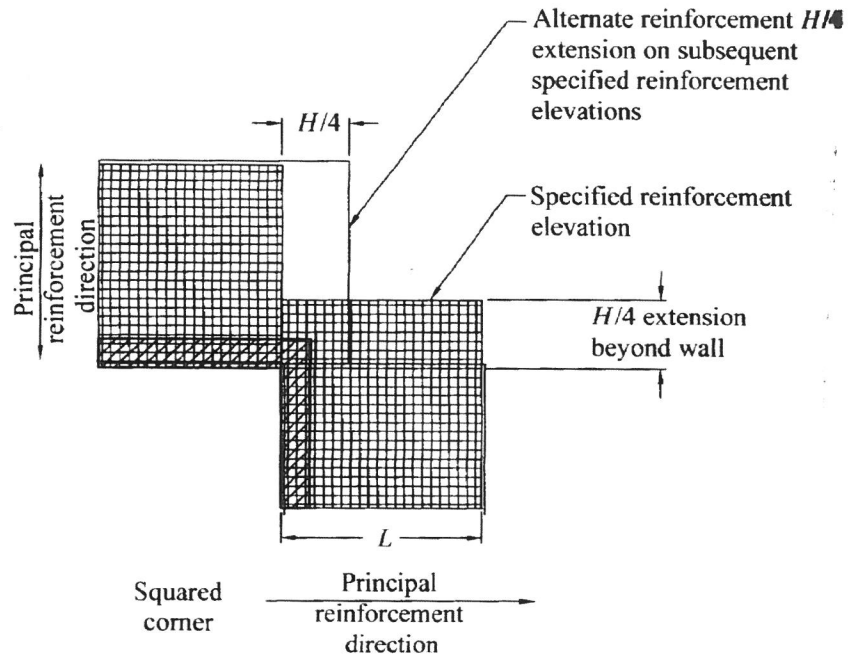 Alternate reinforcement H/4
extension on subsequent
specified reinforcement
elevations
H/4
Specified reinforcement
elevation
Principal
reinforcement
direction
H/4 extension
beyond wall
L
Squared
corner
Principal
reinforcement
direction